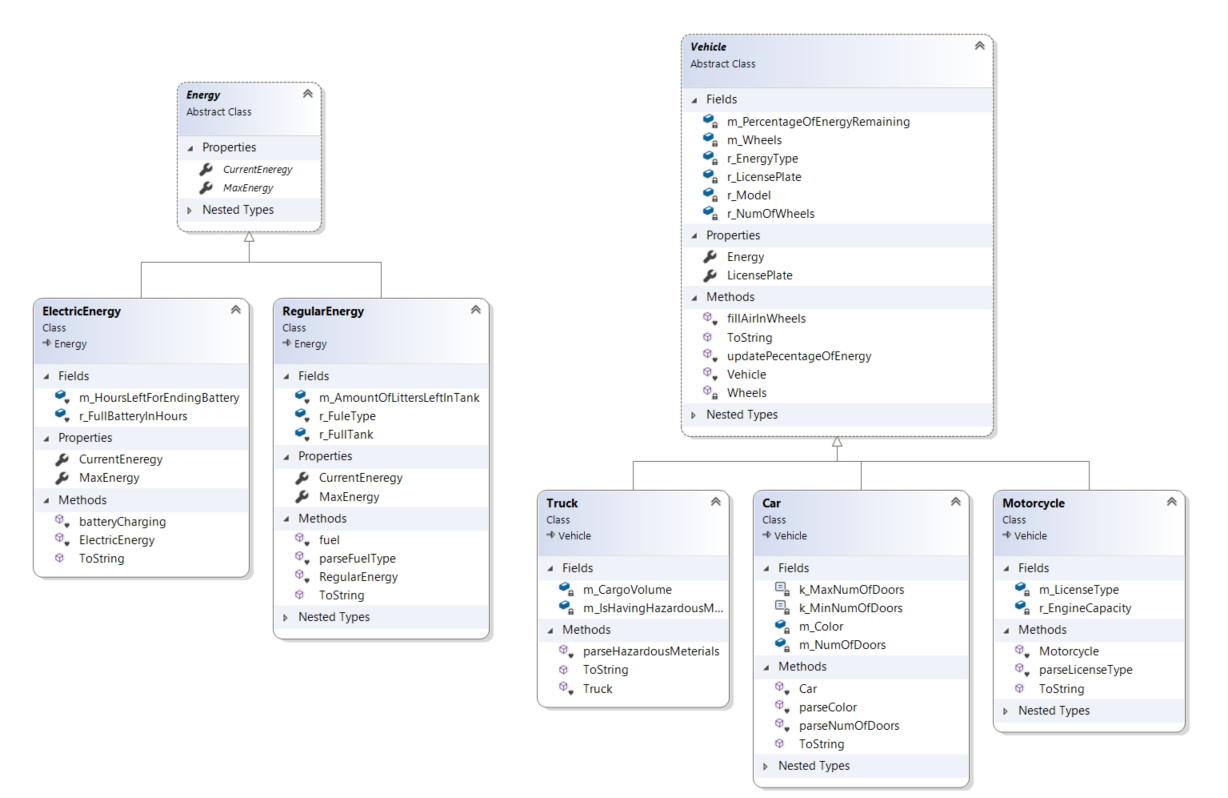 Energy
Abstract Class
Properties
CurrentEneregy
MaxEnergy
Nested Types
ElectricEnergy
Class
Energy
Fields
m_HoursLeftForEndingBattery
r_FullBatteryInHours
Properties
CurrentEneregy
MaxEnergy
Methods
batteryCharging
ElectricEnergy
ToString
RegularEnergy
Class
Energy
Fields
m_AmountOfLittersLeftInTank
r_FuleType
r_FullTank
Properties
CurrentEneregy
MaxEnergy
Methods
fuel
parseFuelType
RegularEnergy
ToString
Nested Types
Vehicle
Abstract Class
Fields
m_PercentageOfEnergyRemaining
m_Wheels
r_EnergyType
r_LicensePlate
r_Model
r_NumOfWheels
Properties
Energy
LicensePlate
Methods
fillAirInWheels
ToString
updatePecentageOfEnergy
Vehicle
Wheels
Nested Types
Truck
Class
Vehicle
Fields
m_CargoVolume
m_IsHavingHazardousM...
Methods
parseHazardousMeterials
ToString
Truck
Car
Class
Vehicle
Fields
k_MaxNumOfDoors
k_MinNumOfDoors
m_Color
m_NumOfDoors
Methods
Car
parseColor
parseNumOfDoors
ToString
Nested Types
Motorcycle
Class
Vehicle
Fields
m_LicenseType
r_EngineCapacity
Methods
Motorcycle
parseLicenseType
ToString
Nested Types